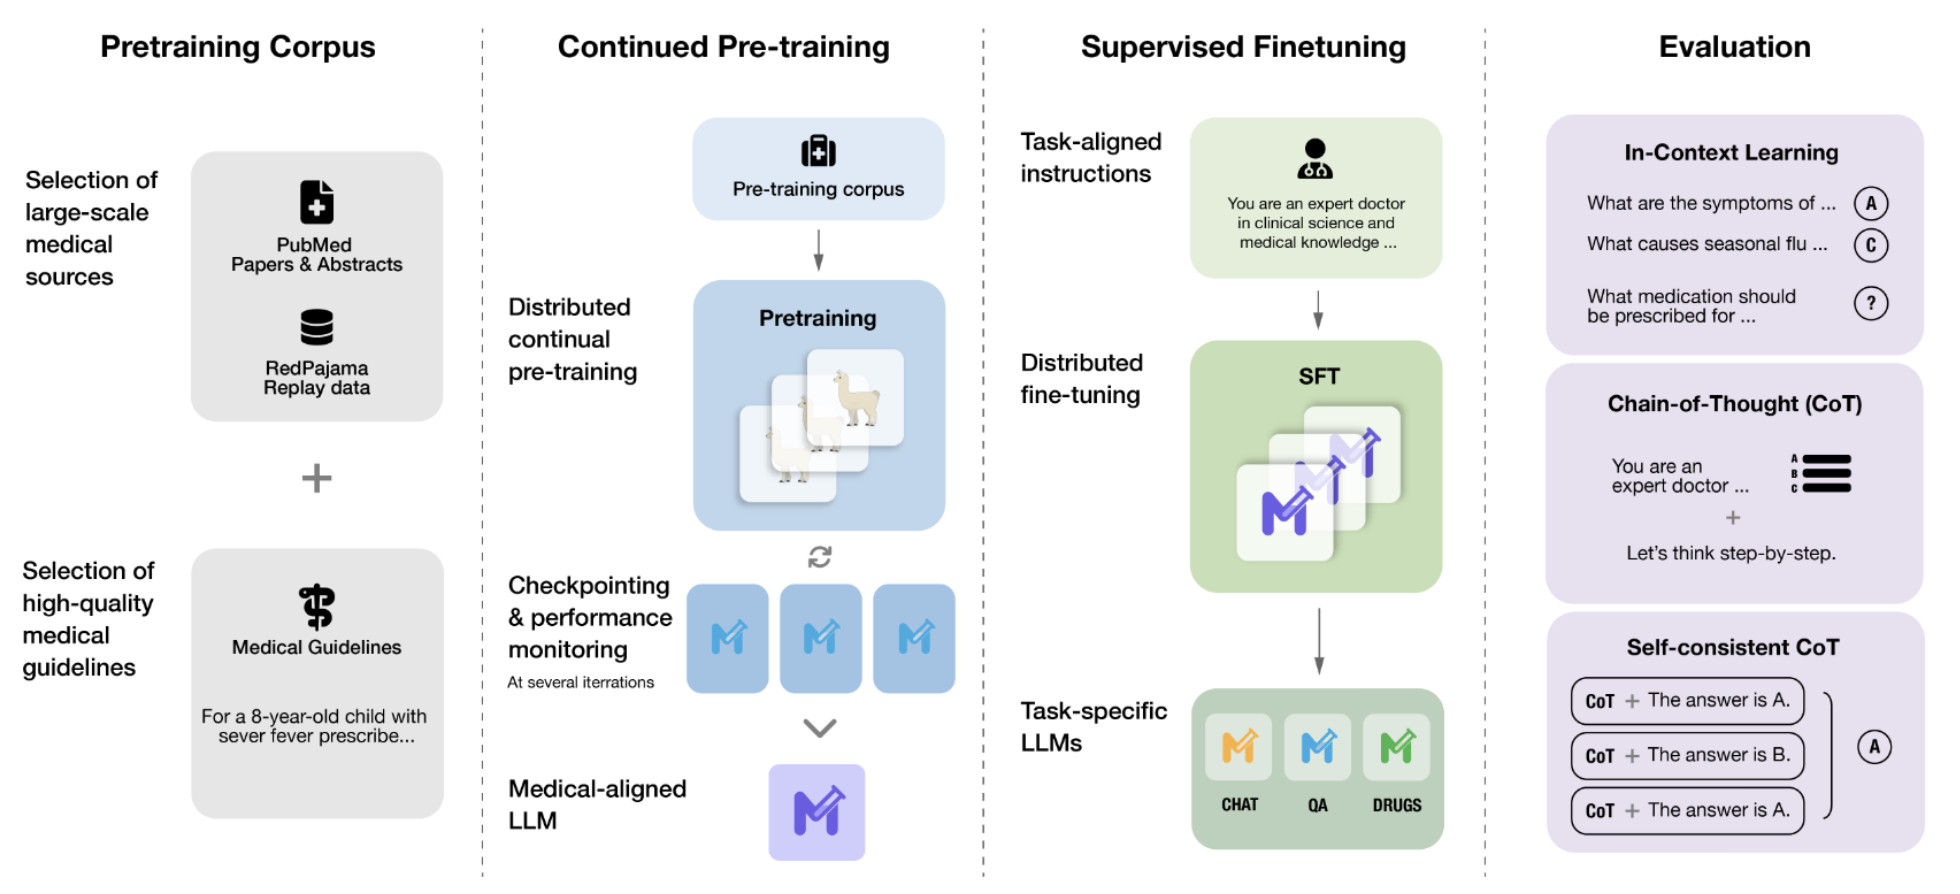 Pretraining Corpus
Selection of
large-scale
medical
sources
PubMed
Papers & Abstracts
RedPajama
Replay data
+
Selection of
high-quality
medical
guidelines
Medical Guidelines
For a 8-year-old child with
sever fever prescribe...
Continued Pre-training
Pre-training corpus
Distributed
continual
pre-training
Pretraining
Checkpointing
& performance
monitoring
At several iterrations
Medical-aligned
LLM
Supervised Finetuning
Task-aligned
instructions
You are an expert doctor
in clinical science and
medical knowledge ...
Distributed
fine-tuning
SFT
Task-specific
LLMs
CHAT QA DRUGS
Evaluation
In-Context Learning
What are the symptoms of ... A
What causes seasonal flu ... C
What medication should
be prescribed for ... ?
Chain-of-Thought (CoT)
You are an
expert doctor ...
A
B
C
+
Let's think step-by-step.
Self-consistent CoT
CoT + The answer is A.
CoT + The answer is B.
CoT + The answer is A.
A